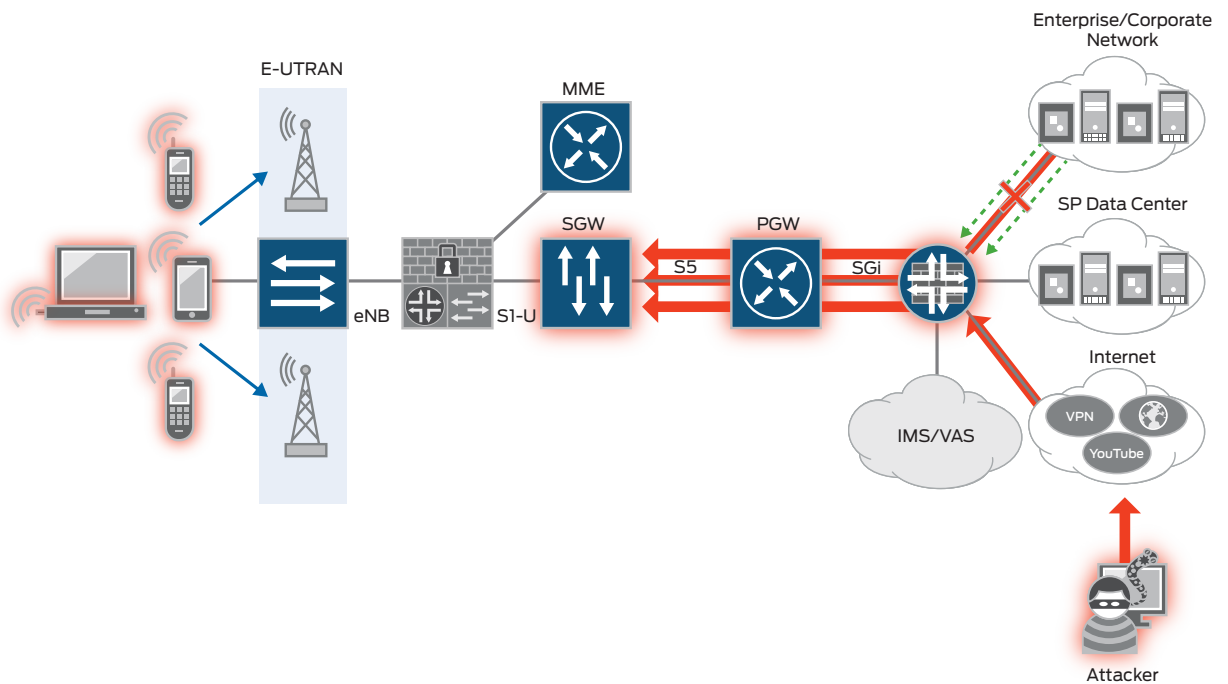 Enterprise/Corporate
Network
E-UTRAN
MME
SP Data Center
SGW
PGW
S5
SGi
eNB
S1-U
Internet
VPN
IMS/VAS
YouTube
Attacker